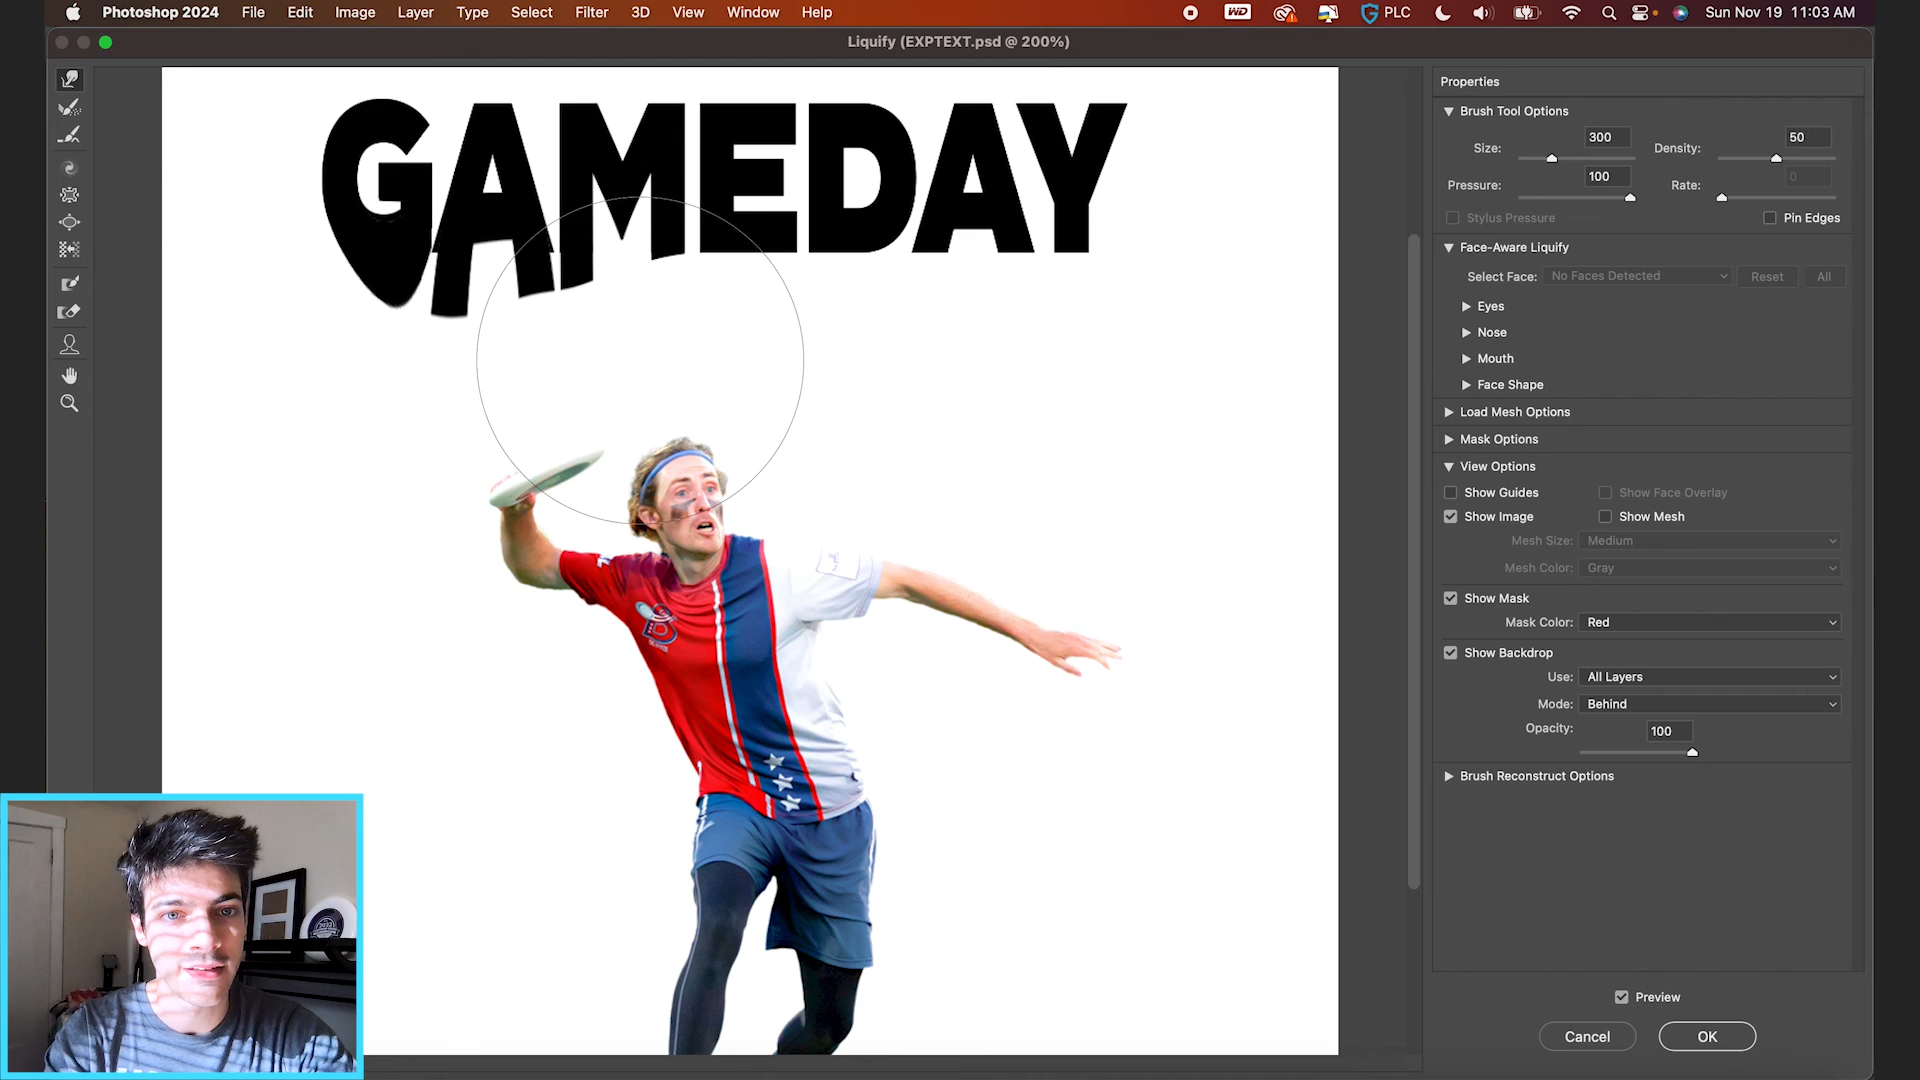 Photoshop 2024 File Edit Image Layer Type Select Filter 3D View Window Help WD PLC Sun Nov 19 11:03 AM
Liquify (EXPTEXT.psd @ 200%)
GAMEDAY
Properties
Brush Tool Options
Size: 300 Density: 50
Pressure: 100 Rate: 0
Stylus Pressure Pin Edges
Face-Aware Liquify
Select Face: No Faces Detected Reset All
Eyes
Nose
Mouth
Face Shape
Load Mesh Options
Mask Options
View Options
Show Guides Show Face Overlay
Show Image Show Mesh
Mesh Size: Medium
Mesh Color: Gray
Show Mask
Mask Color: Red
Show Backdrop
Use: All Layers
Mode: Behind
Opacity: 100
Brush Reconstruct Options
Preview
Cancel OK